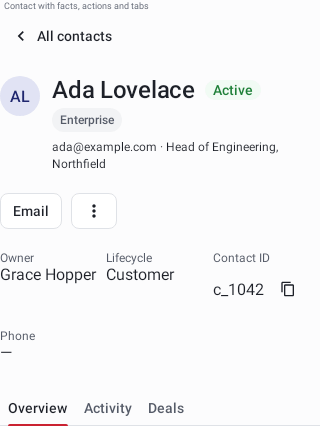 Contact with facts, actions and tabs
All contacts
AL
Ada Lovelace Active
Enterprise
ada@example.com · Head of Engineering,
Northfield
Email
Owner Lifecycle Contact ID
Grace Hopper Customer c_1042
Phone
—
Overview Activity Deals